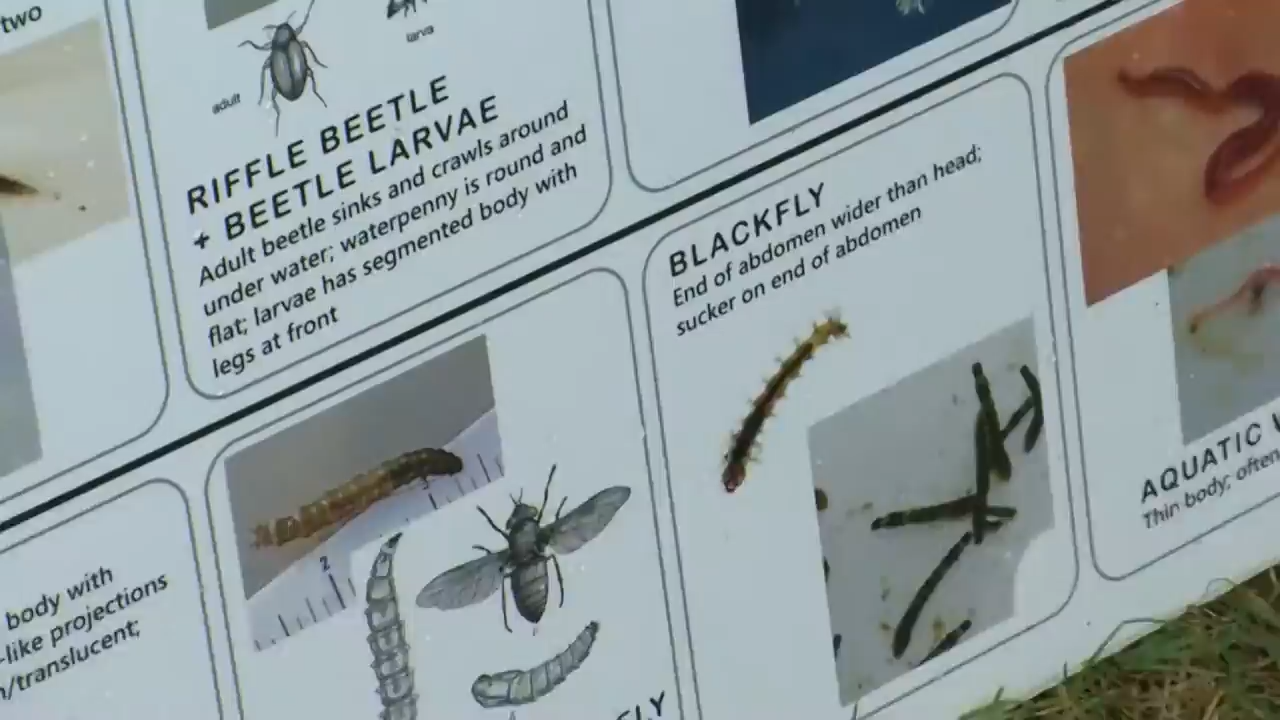 two
adult
larva
RIFFLE BEETLE
+ BEETLE LARVAE
Adult beetle sinks and crawls around
under water; waterpenny is round and
flat; larvae has segmented body with
legs at front
BLACKFLY
End of abdomen wider than head;
sucker on end of abdomen
AQUATIC
Thin body; often
body with
-like projections
/translucent;
2
FLY